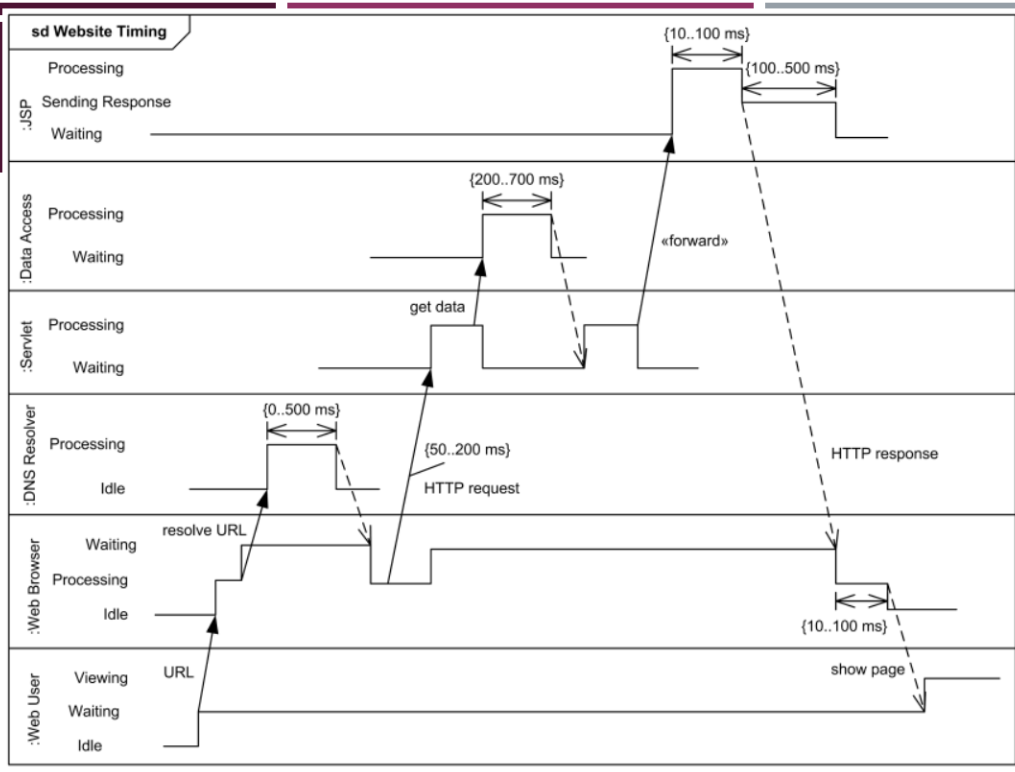 sd Website Timing
:JSP
Processing
Sending Response
Waiting
{10..100 ms}
{100..500 ms}
:Data Access
Processing
Waiting
{200..700 ms}
«forward»
:Servlet
Processing
Waiting
get data
:DNS Resolver
Processing
Idle
{0..500 ms}
{50..200 ms}
HTTP request
HTTP response
:Web Browser
Waiting
Processing
Idle
resolve URL
{10..100 ms}
:Web User
Viewing
Waiting
Idle
URL
show page